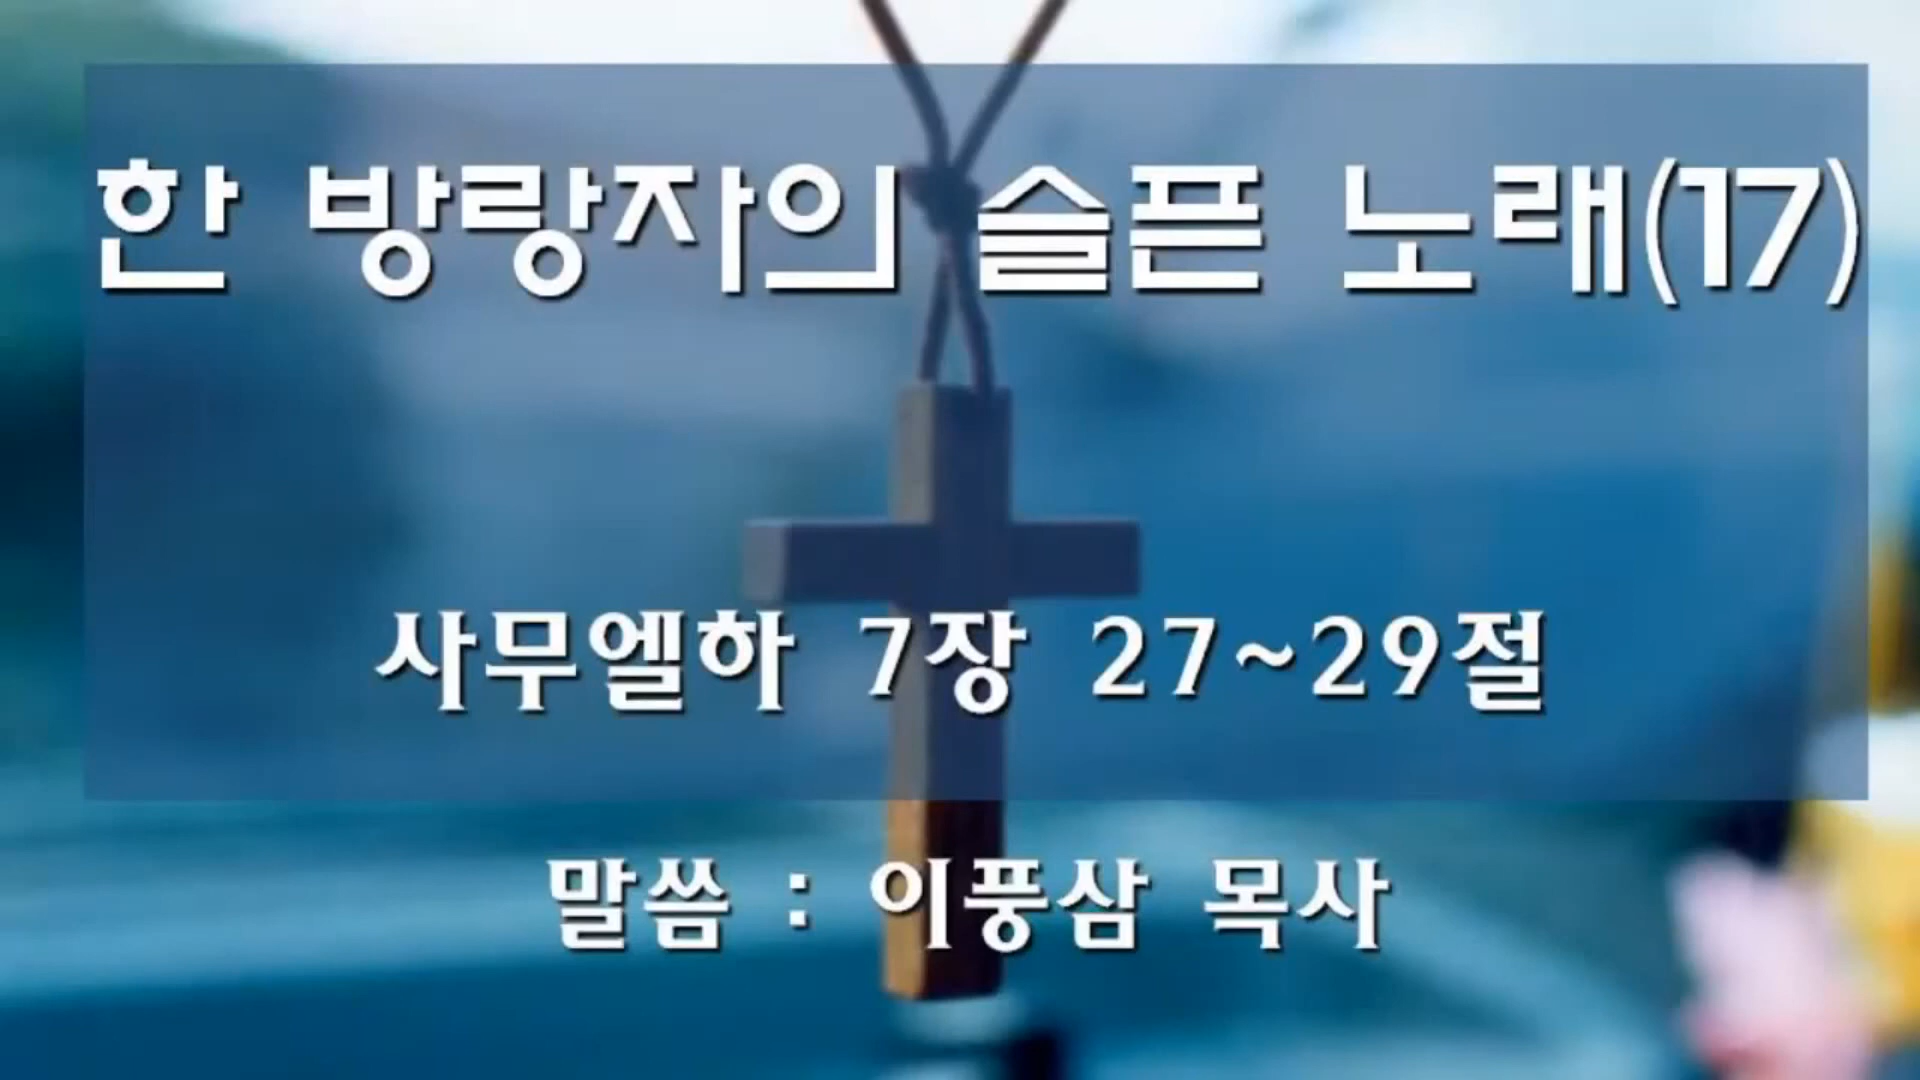 한 방랑자의 슬픈 노래(17)
사무엘하 7장 27~29절
말씀 : 이풍삼 목사